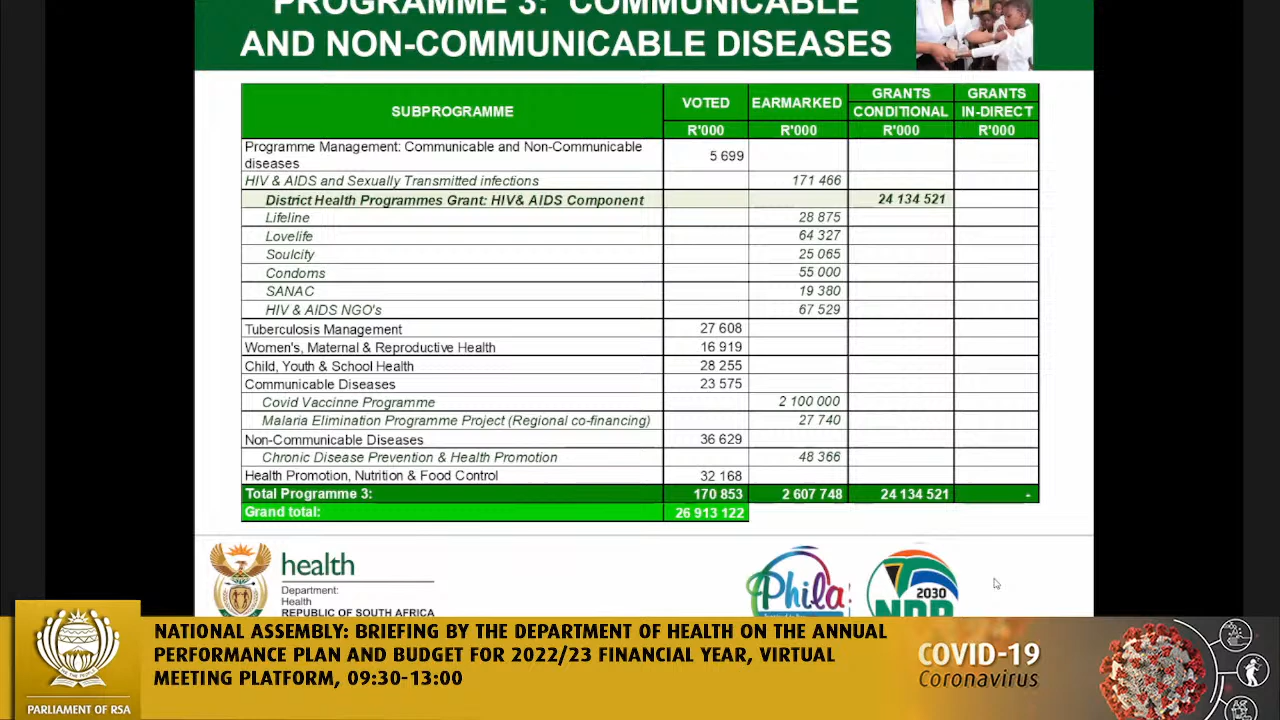 PROGRAMME 3: COMMUNICABLE
AND NON-COMMUNICABLE DISEASES
SUBPROGRAMME VOTED EARMARKED GRANTS CONDITIONAL GRANTS IN-DIRECT
R'000 R'000 R'000 R'000
Programme Management: Communicable and Non-Communicable
diseases 5 699
HIV & AIDS and Sexually Transmitted infections 171 466
District Health Programmes Grant: HIV& AIDS Component 24 134 521
Lifeline 28 875
Lovelife 64 327
Soulcity 25 065
Condoms 55 000
SANAC 19 380
HIV & AIDS NGO's 67 529
Tuberculosis Management 27 608
Women's, Maternal & Reproductive Health 16 919
Child, Youth & School Health 28 255
Communicable Diseases 23 575
Covid Vaccinne Programme 2 100 000
Malaria Elimination Programme Project (Regional co-financing) 27 740
Non-Communicable Diseases 36 629
Chronic Disease Prevention & Health Promotion 48 366
Health Promotion, Nutrition & Food Control 32 168
Total Programme 3: 170 853 2 607 748 24 134 521 -
Grand total: 26 913 122
health
Department:
Health
REPUBLIC OF SOUTH AFRICA
Phila
2030
NDP
NATIONAL ASSEMBLY: BRIEFING BY THE DEPARTMENT OF HEALTH ON THE ANNUAL
PERFORMANCE PLAN AND BUDGET FOR 2022/23 FINANCIAL YEAR, VIRTUAL
MEETING PLATFORM, 09:30-13:00
PARLIAMENT OF RSA
COVID-19
Coronavirus